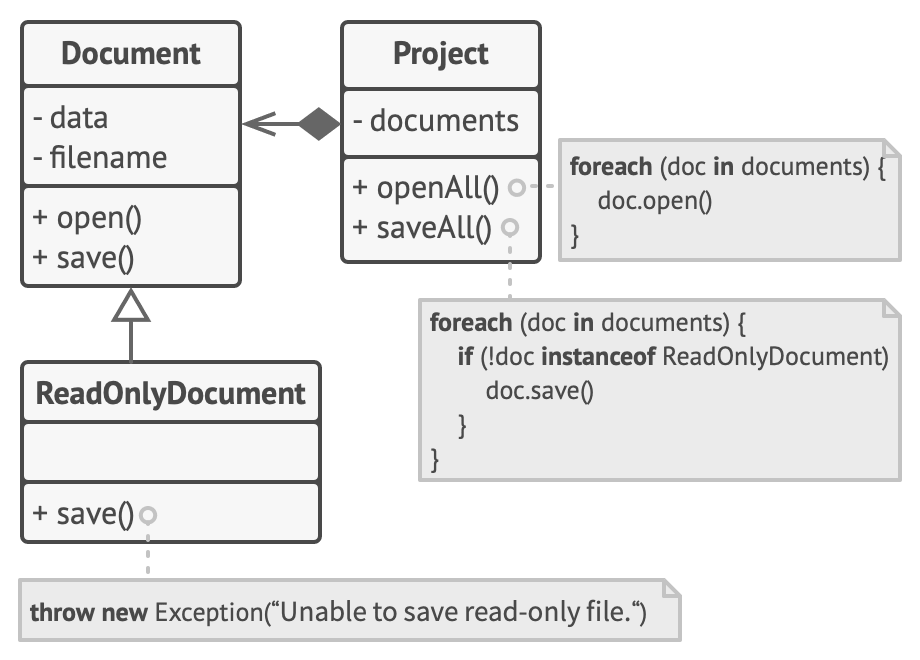 Document
- data
- filename
+ open()
+ save()
Project
- documents
+ openAll()
+ saveAll()
foreach (doc in documents) {
doc.open()
}
foreach (doc in documents) {
if (!doc instanceof ReadOnlyDocument)
doc.save()
}
}
ReadOnlyDocument
+ save()
throw new Exception(“Unable to save read-only file.“)